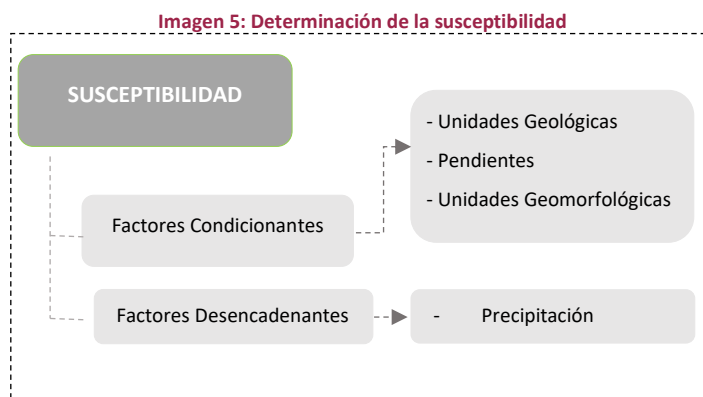 Imagen 5: Determinación de la susceptibilidad
SUSCEPTIBILIDAD
- Unidades Geológicas
- Pendientes
- Unidades Geomorfológicas
Factores Condicionantes
Factores Desencadenantes
- Precipitación